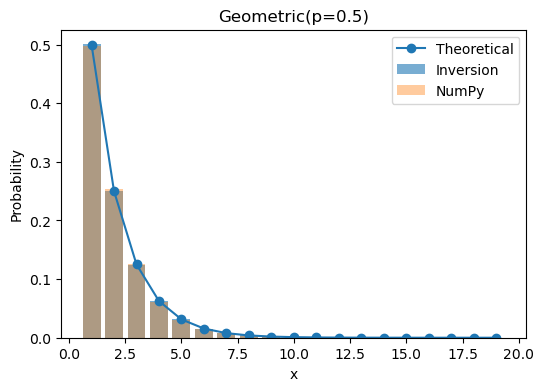 Geometric(p=0.5)
Theoretical
Inversion
NumPy
Probability
0.5
0.4
0.3
0.2
0.1
0.0
0.0 2.5 5.0 7.5 10.0 12.5 15.0 17.5 20.0
x